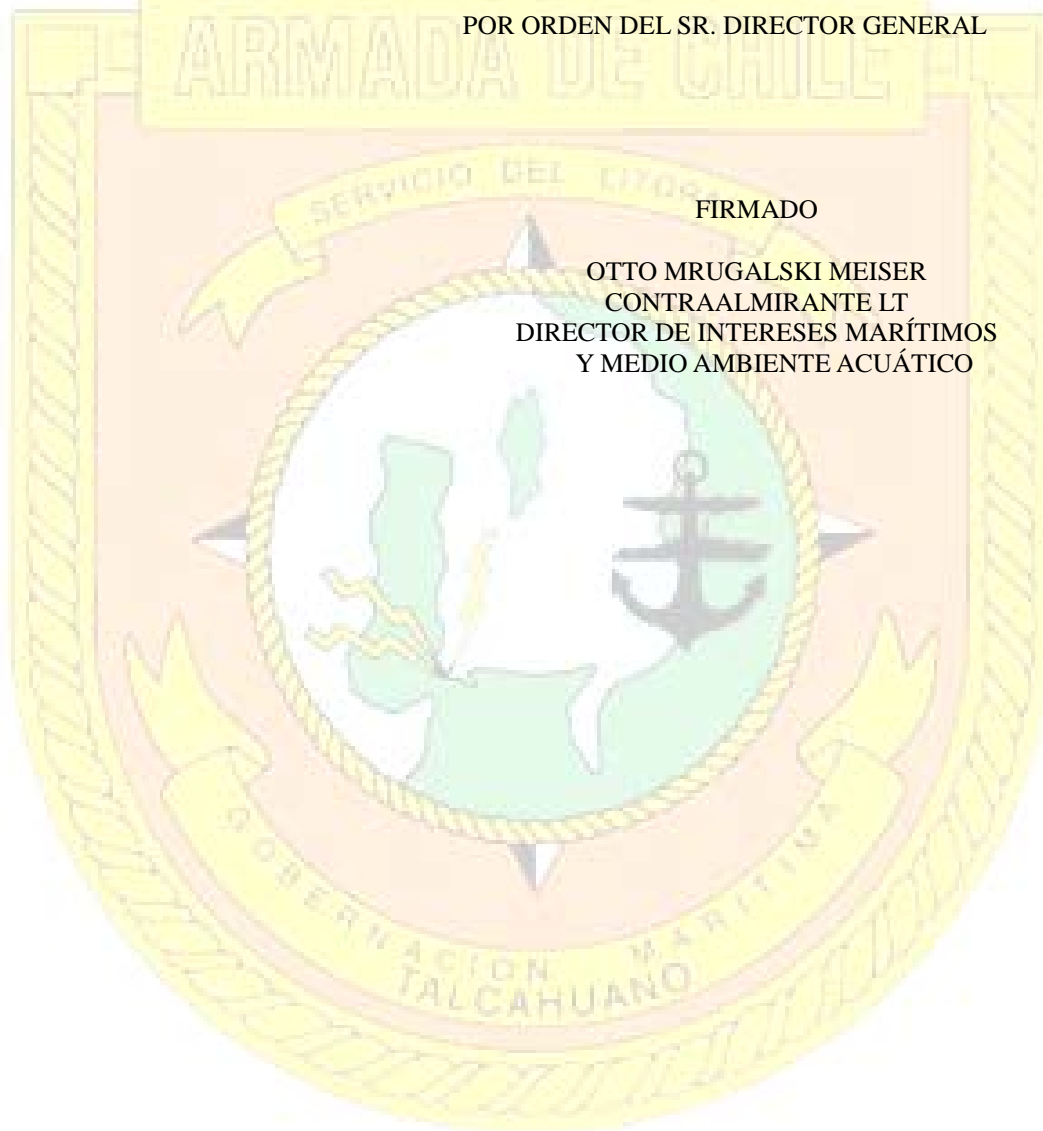 POR ORDEN DEL SR. DIRECTOR GENERAL
ARMADA DE CHILE
SERVICIO DEL LITORAL
FIRMADO
OTTO MRUGALSKI MEISER
CONTRAALMIRANTE LT
DIRECTOR DE INTERESES MARÍTIMOS
Y MEDIO AMBIENTE ACUÁTICO
GOBERNACION MARITIMA
TALCAHUANO